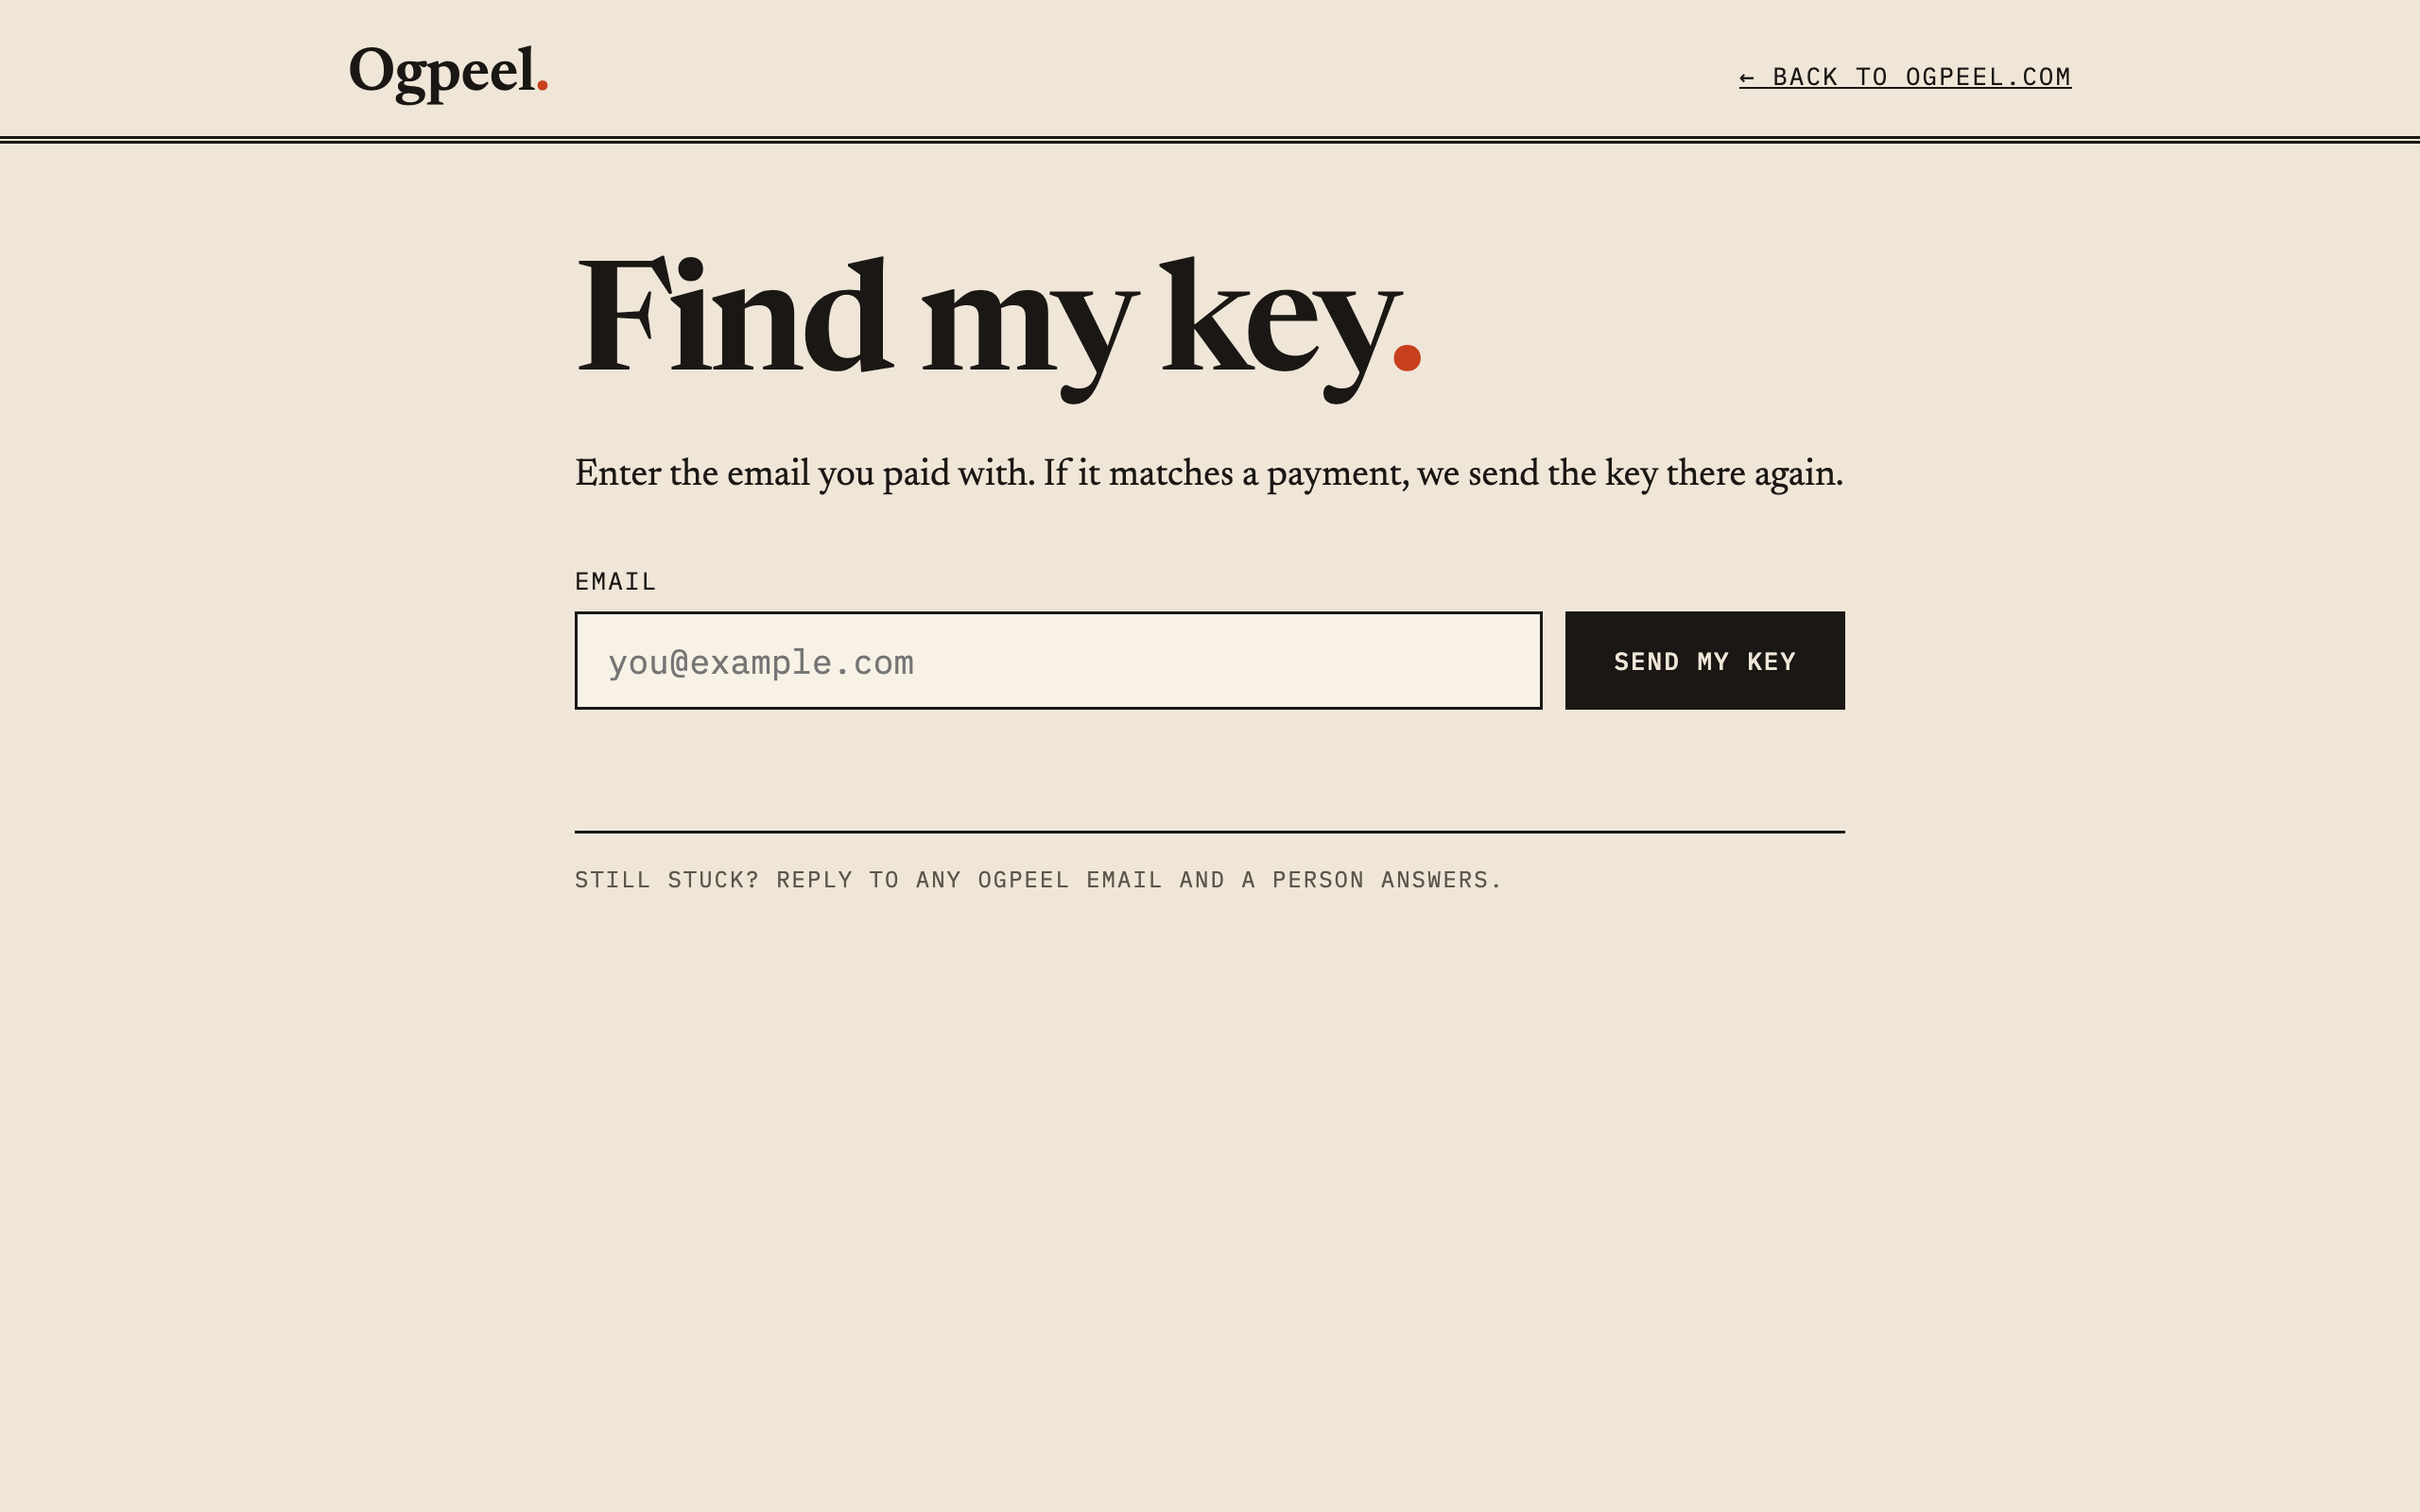 Ogpeel.
← BACK TO OGPEEL.COM
Find my key.
Enter the email you paid with. If it matches a payment, we send the key there again.
EMAIL
you@example.com
SEND MY KEY
STILL STUCK? REPLY TO ANY OGPEEL EMAIL AND A PERSON ANSWERS.